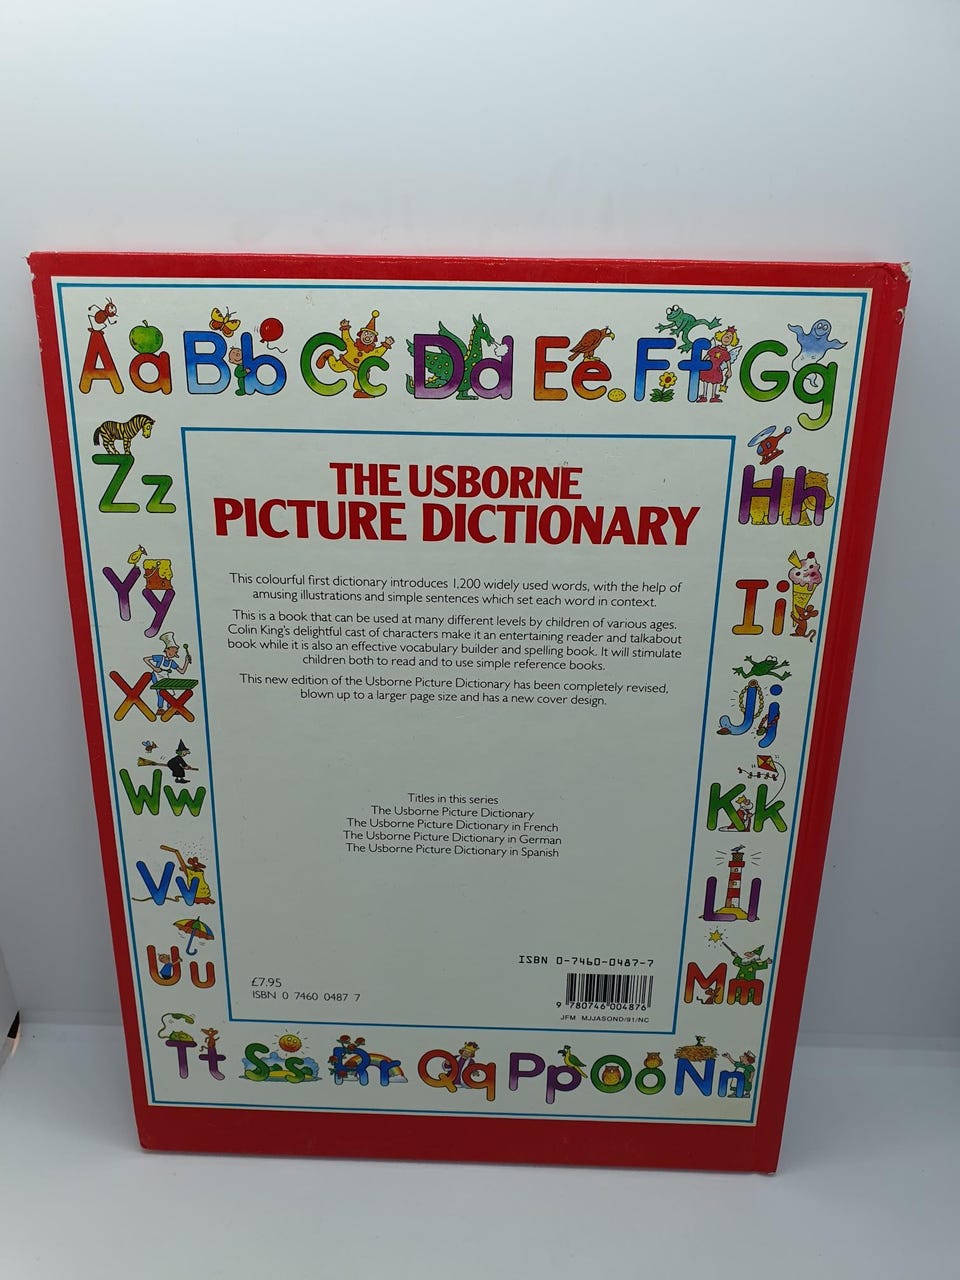 Aa Bb Cc Dd Ee Ff Gg
Zz
Hh
Yy
Ii
Xx
Jj
Ww
Kk
Vv
Ll
Uu
Mm
Tt Ss Rr Qq Pp Oo Nn
THE USBORNE
PICTURE DICTIONARY
This colourful first dictionary introduces 1,200 widely used words, with the help of
amusing illustrations and simple sentences which set each word in context.
This is a book that can be used at many different levels by children of various ages.
Colin King's delightful cast of characters make it an entertaining reader and talkabout
book while it is also an effective vocabulary builder and spelling book. It will stimulate
children both to read and to use simple reference books.
This new edition of the Usborne Picture Dictionary has been completely revised,
blown up to a larger page size and has a new cover design.
Titles in this series
The Usborne Picture Dictionary
The Usborne Picture Dictionary in French
The Usborne Picture Dictionary in German
The Usborne Picture Dictionary in Spanish
£7.95
ISBN 0 7460 0487 7
ISBN 0-7460-0487-7
9 780746 004876
JFM MJJASOND/91/NC